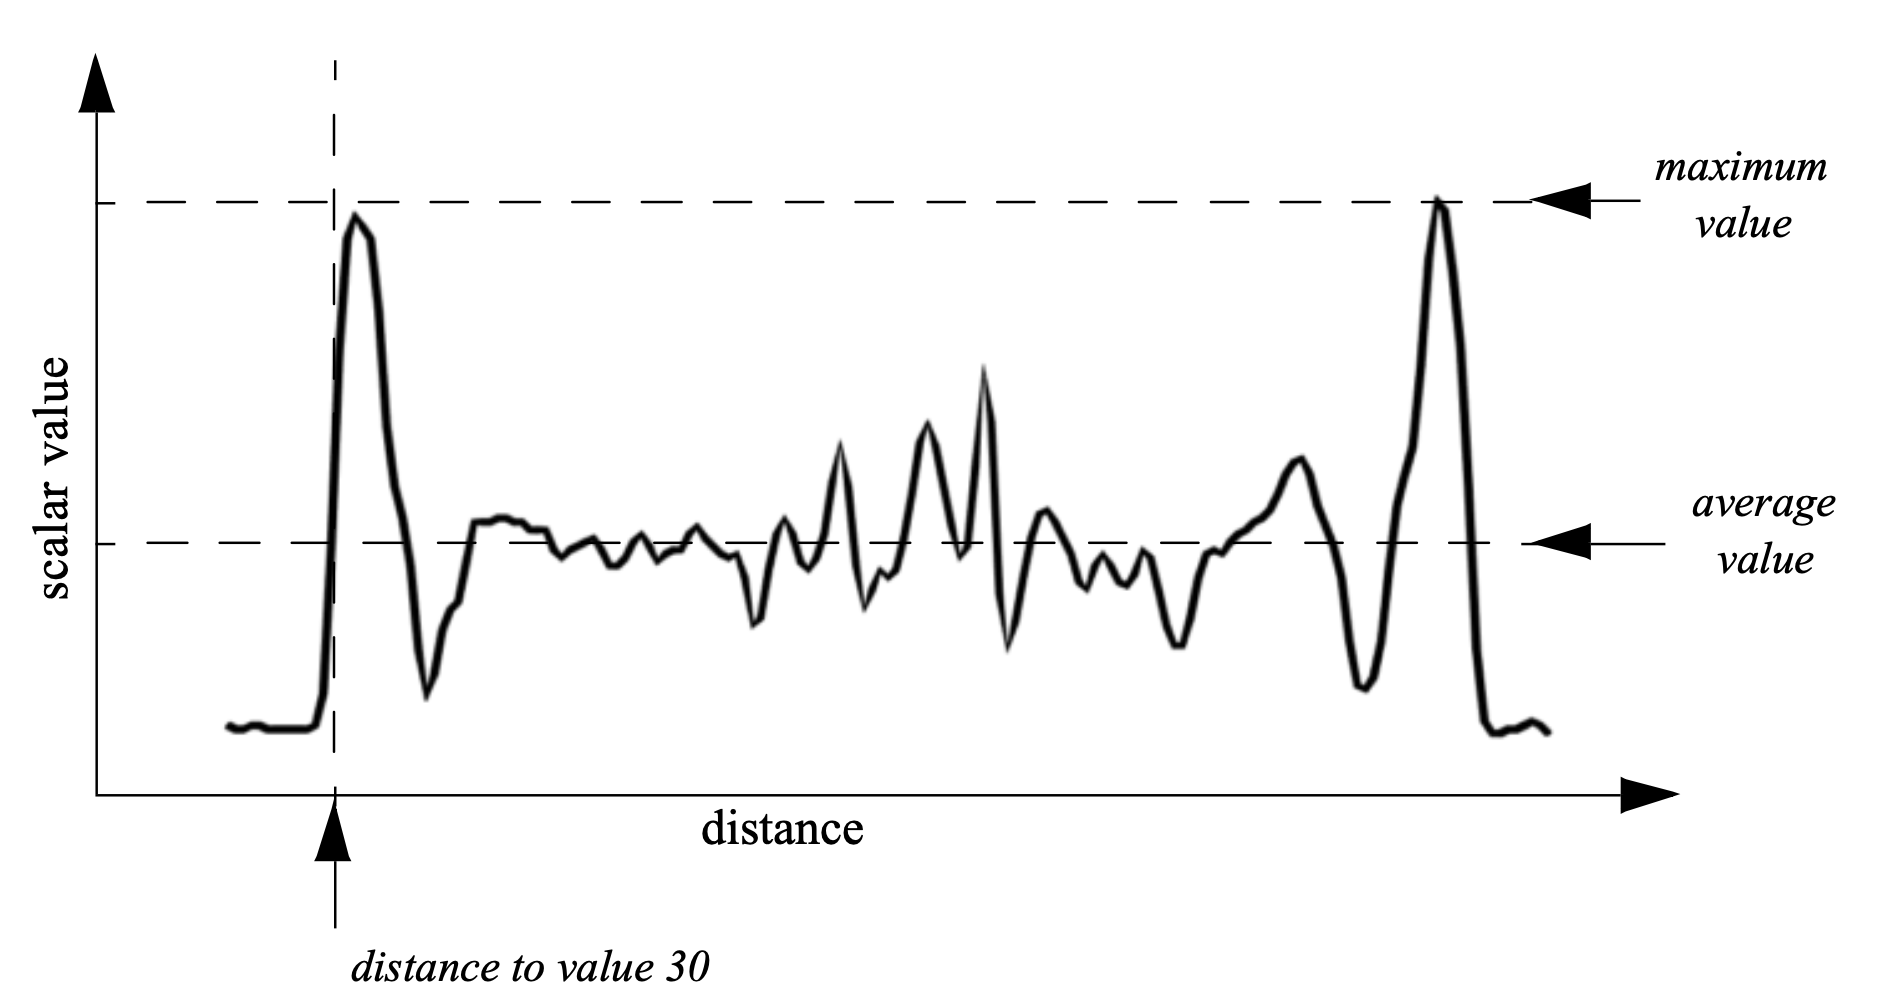 maximum
value
scalar value
average
value
distance
distance to value 30